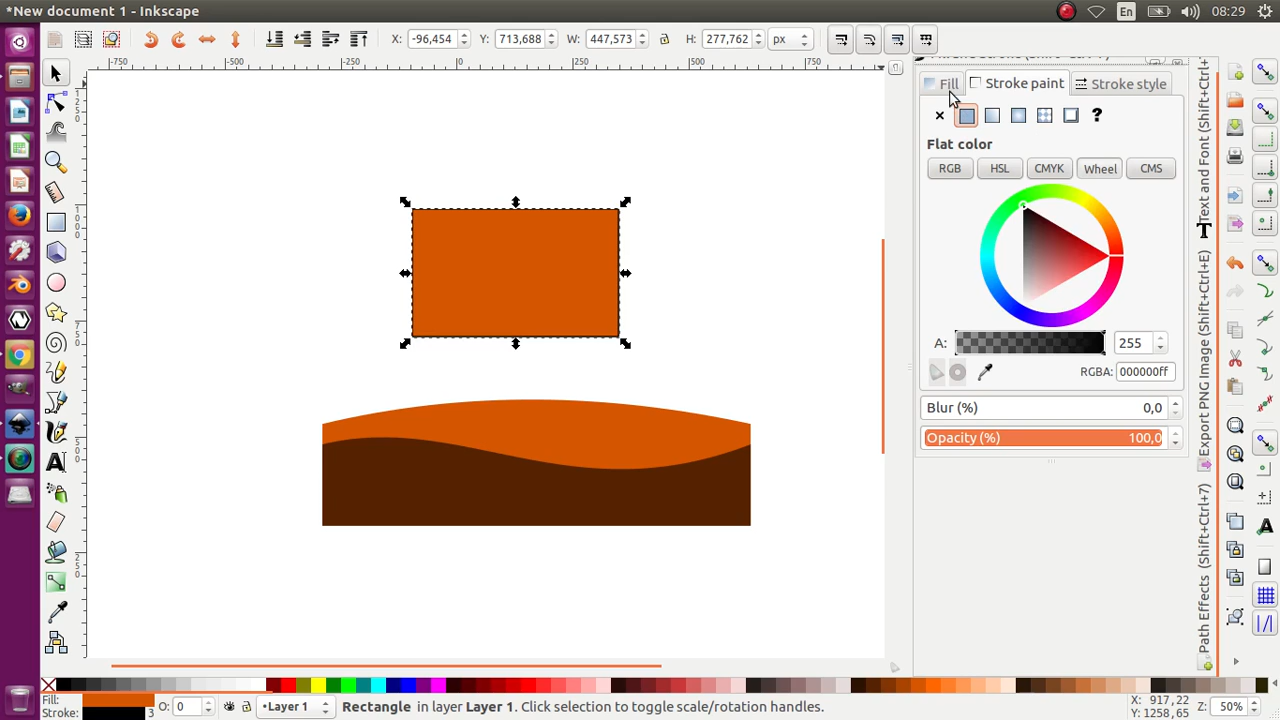 *New document 1 - Inkscape
En
08:29
X: -96,454
Y: 713,688
W: 447,573
H: 277,762
px
-750
-500
-250
0
250
500
750
Fill
Stroke paint
Stroke style
?
Flat color
RGB
HSL
CMYK
Wheel
CMS
A:
255
RGBA: 000000ff
Blur (%)
0,0
Opacity (%)
100,0
Text and Font (Shift+Ctrl+
Export PNG Image (Shift+Ctrl+E)
Path Effects (Shift+Ctrl+7)
Fill:
Stroke:
3
O: 0
•Layer 1
Rectangle in layer Layer 1. Click selection to toggle scale/rotation handles.
X: 917,22
Y: 1258,65
Z: 50%